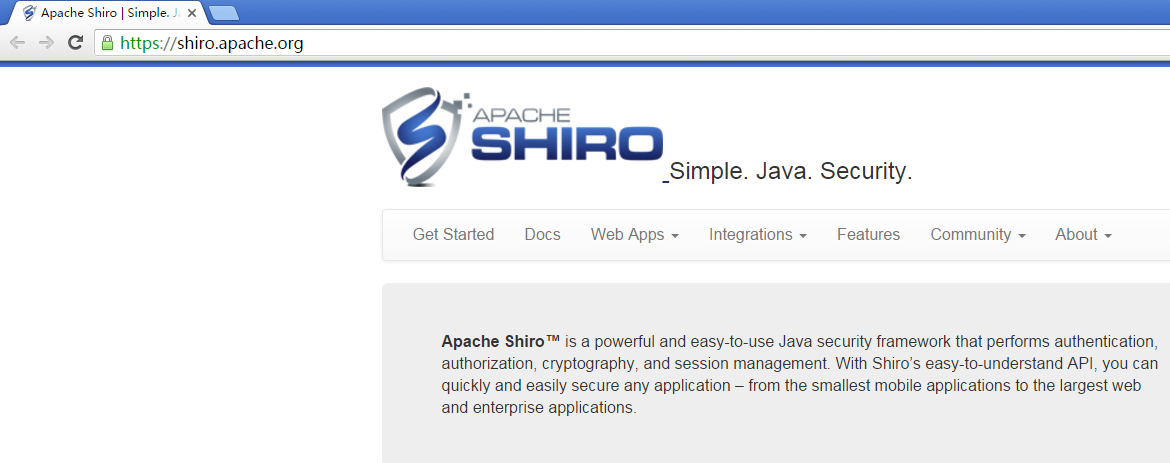 Apache Shiro | Simple. J
https://shiro.apache.org
APACHE
SHIRO
Simple. Java. Security.
Get Started Docs Web Apps Integrations Features Community About
Apache Shiro™ is a powerful and easy-to-use Java security framework that performs authentication,
authorization, cryptography, and session management. With Shiro’s easy-to-understand API, you can
quickly and easily secure any application – from the smallest mobile applications to the largest web
and enterprise applications.